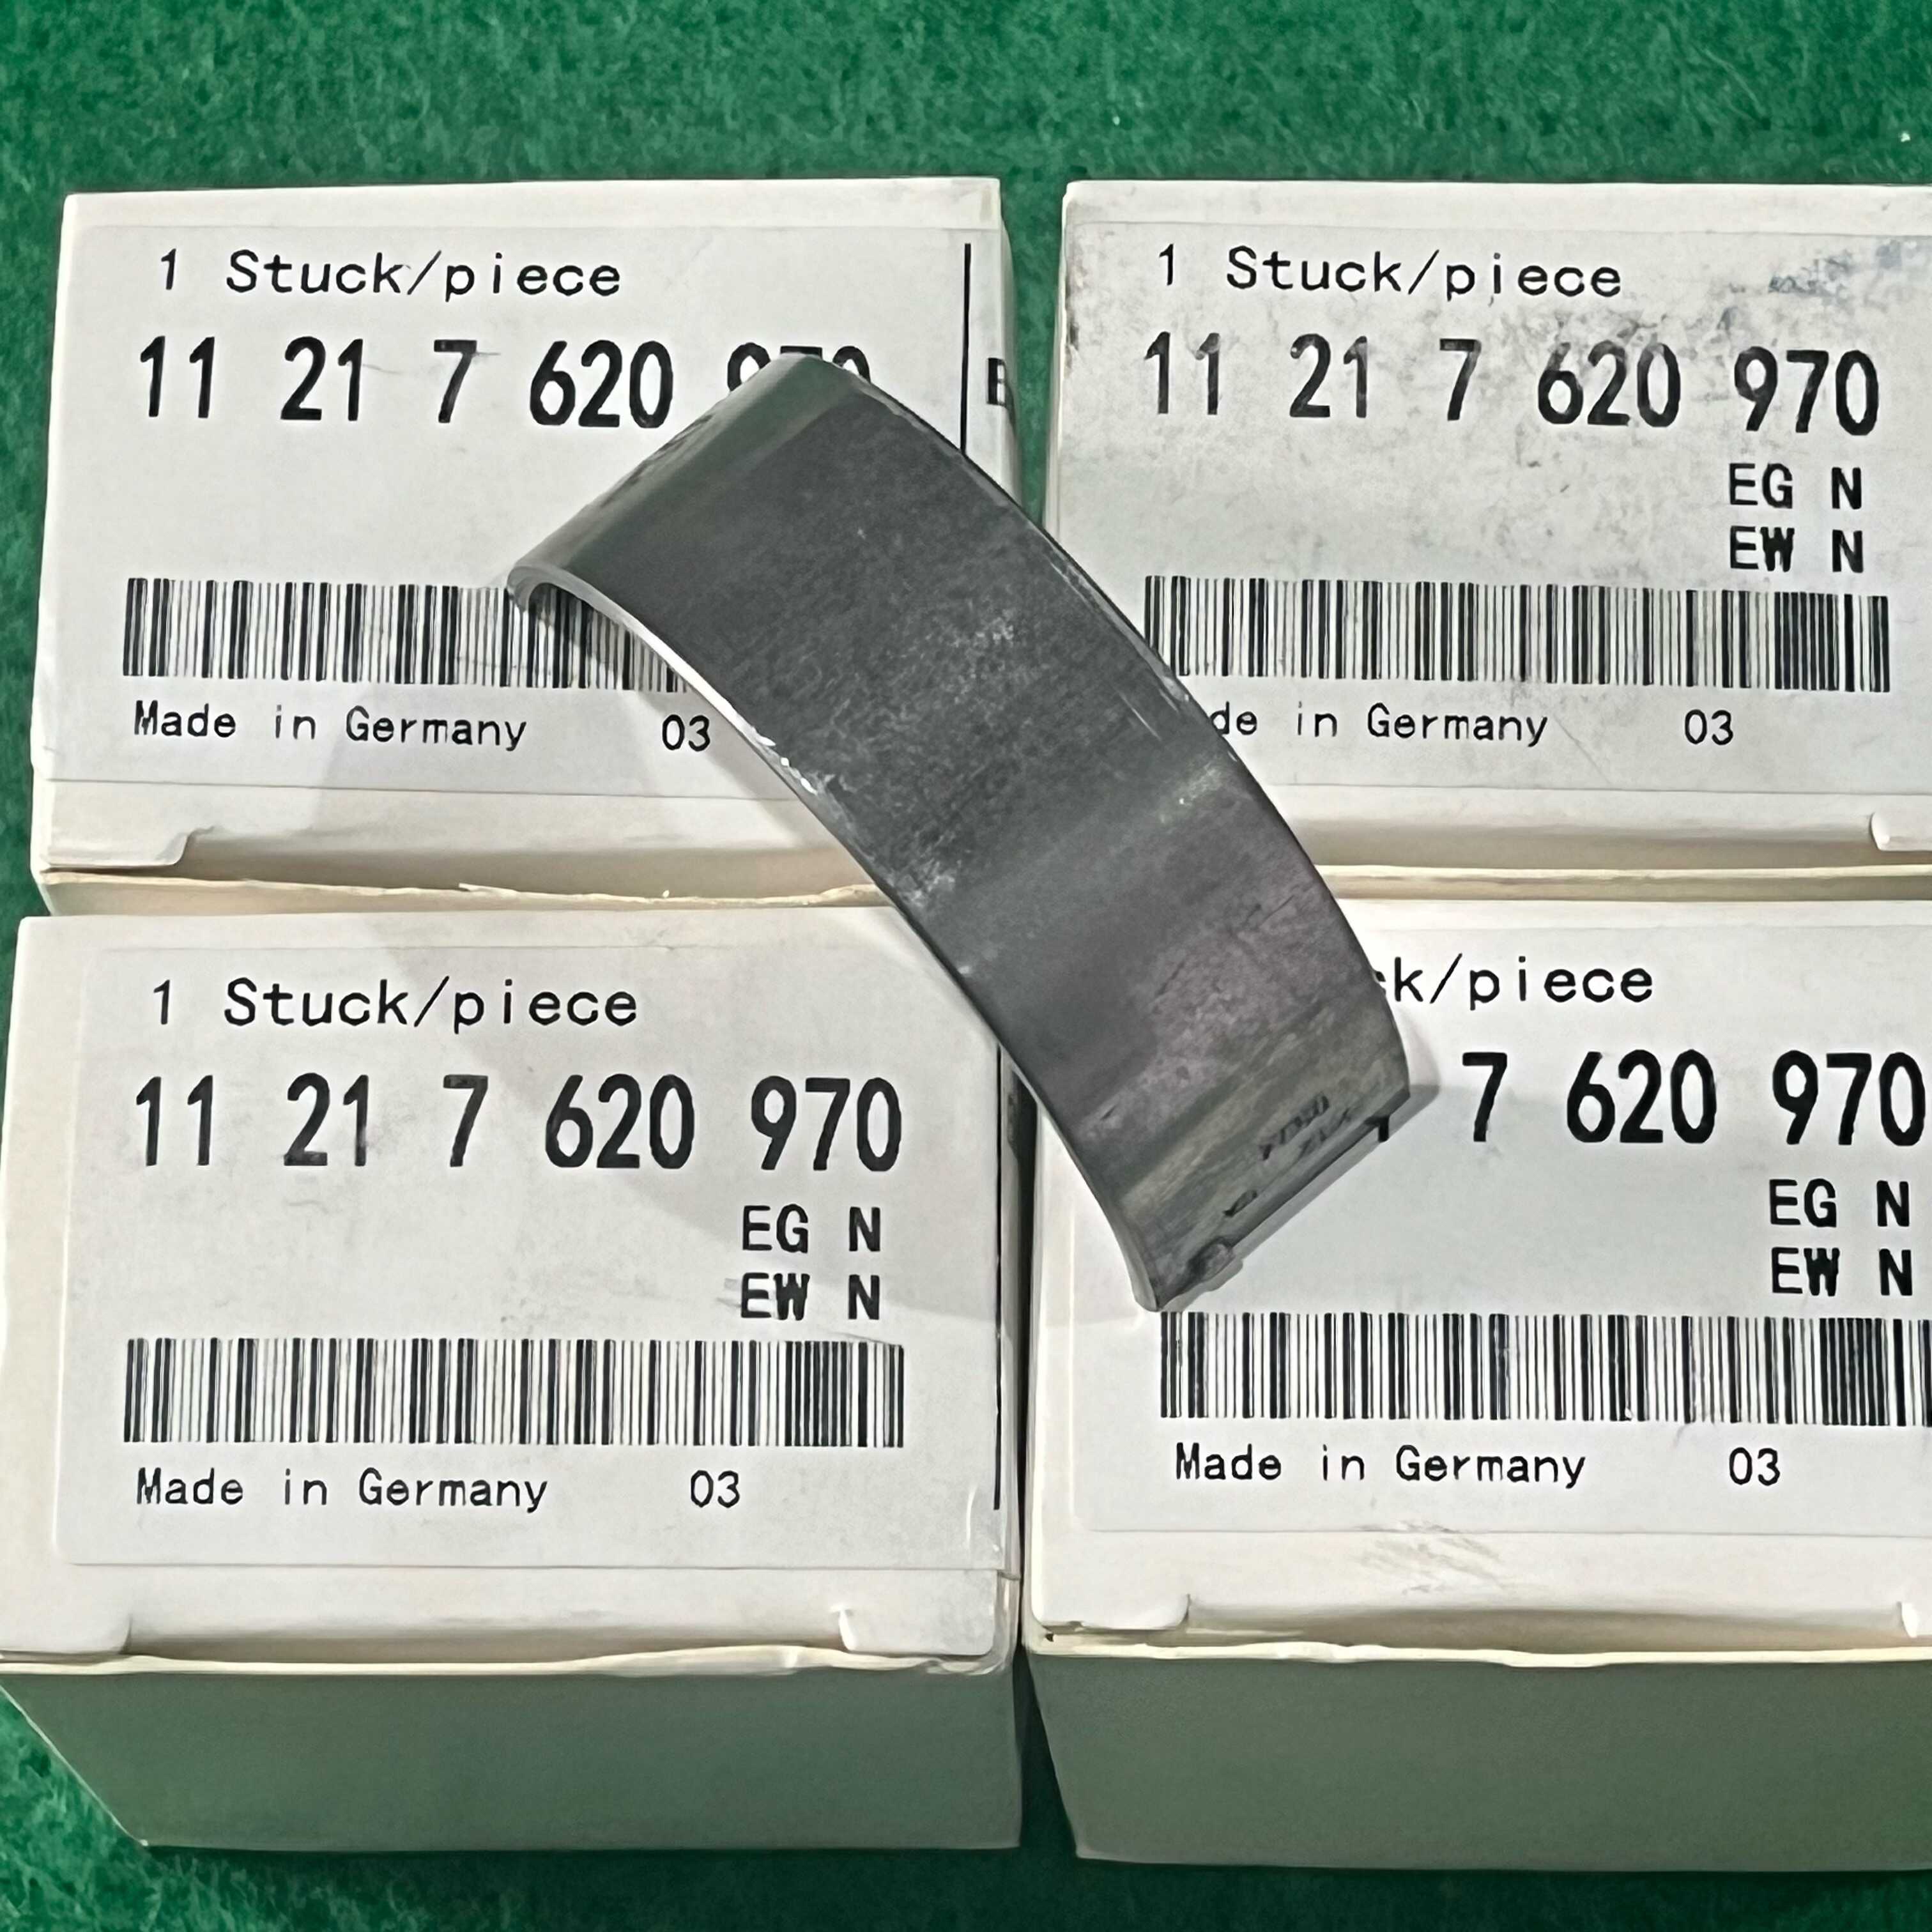 1 Stuck/piece
11 21 7 620 970
Made in Germany 03
1 Stuck/piece
11 21 7 620 970
EG N
EW N
de in Germany 03
1 Stuck/piece
11 21 7 620 970
EG N
EW N
Made in Germany 03
ck/piece
7 620 970
EG N
EW N
Made in Germany 03